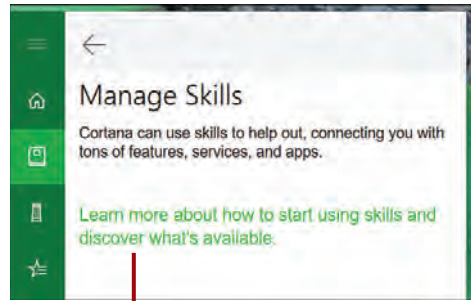 Manage Skills
Cortana can use skills to help out, connecting you with
tons of features, services, and apps.
Learn more about how to start using skills and
discover what's available.